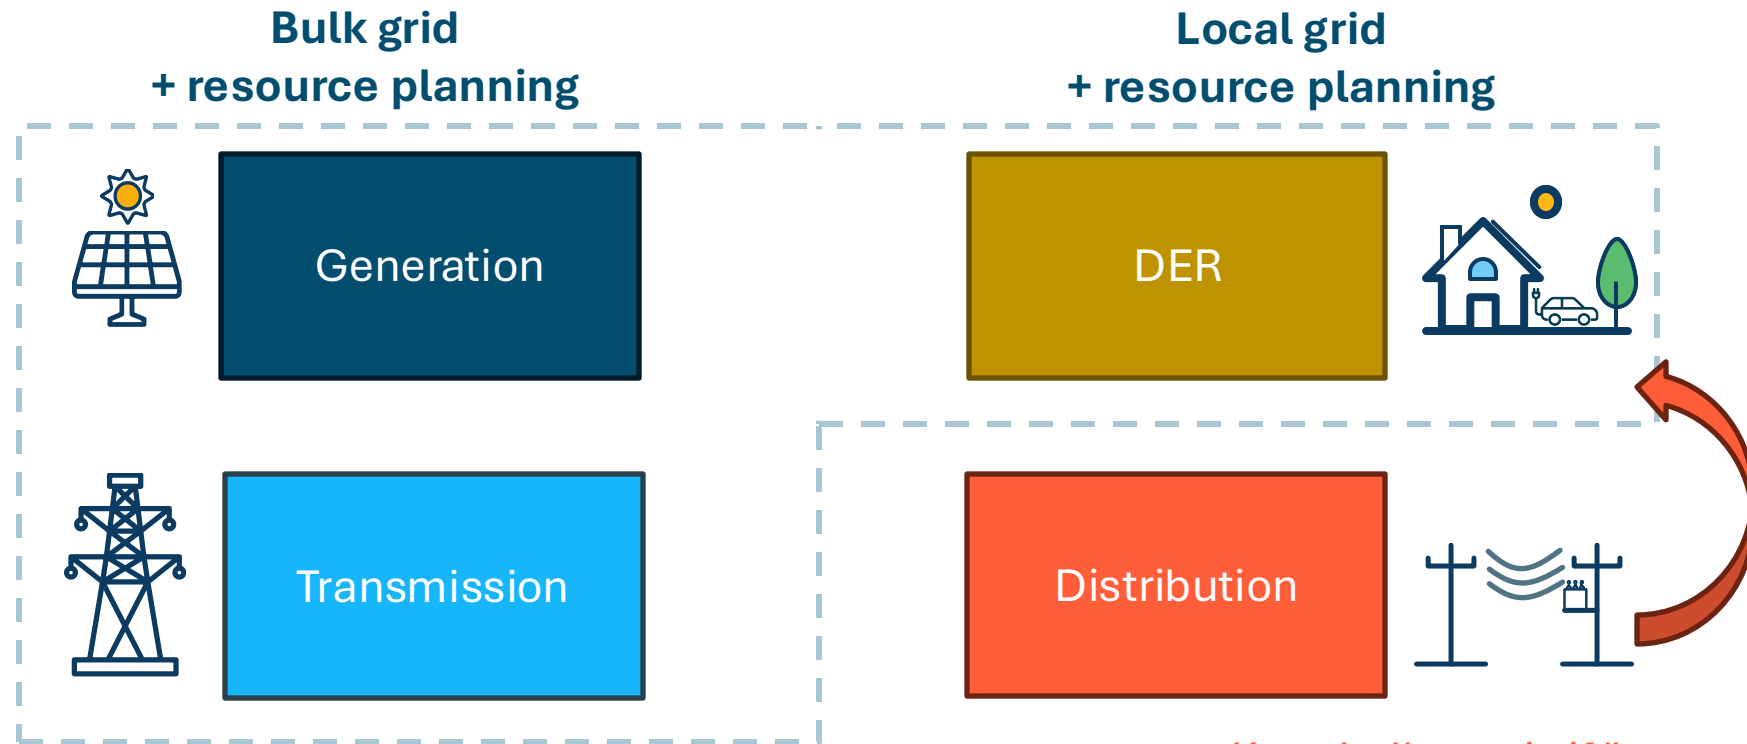 Bulk grid
+ resource planning
Local grid
+ resource planning
Generation
DER
Transmission
Distribution